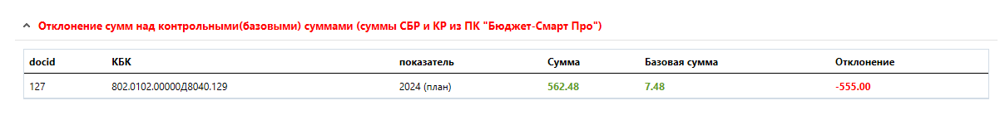 Отклонение сумм над контрольными(базовыми) суммами (суммы СБР и КР из ПК "Бюджет-Смарт Про")
docid КБК показатель Сумма Базовая сумма Отклонение
127 802.0102.00000Д8040.129 2024 (план) 562.48 7.48 -555.00